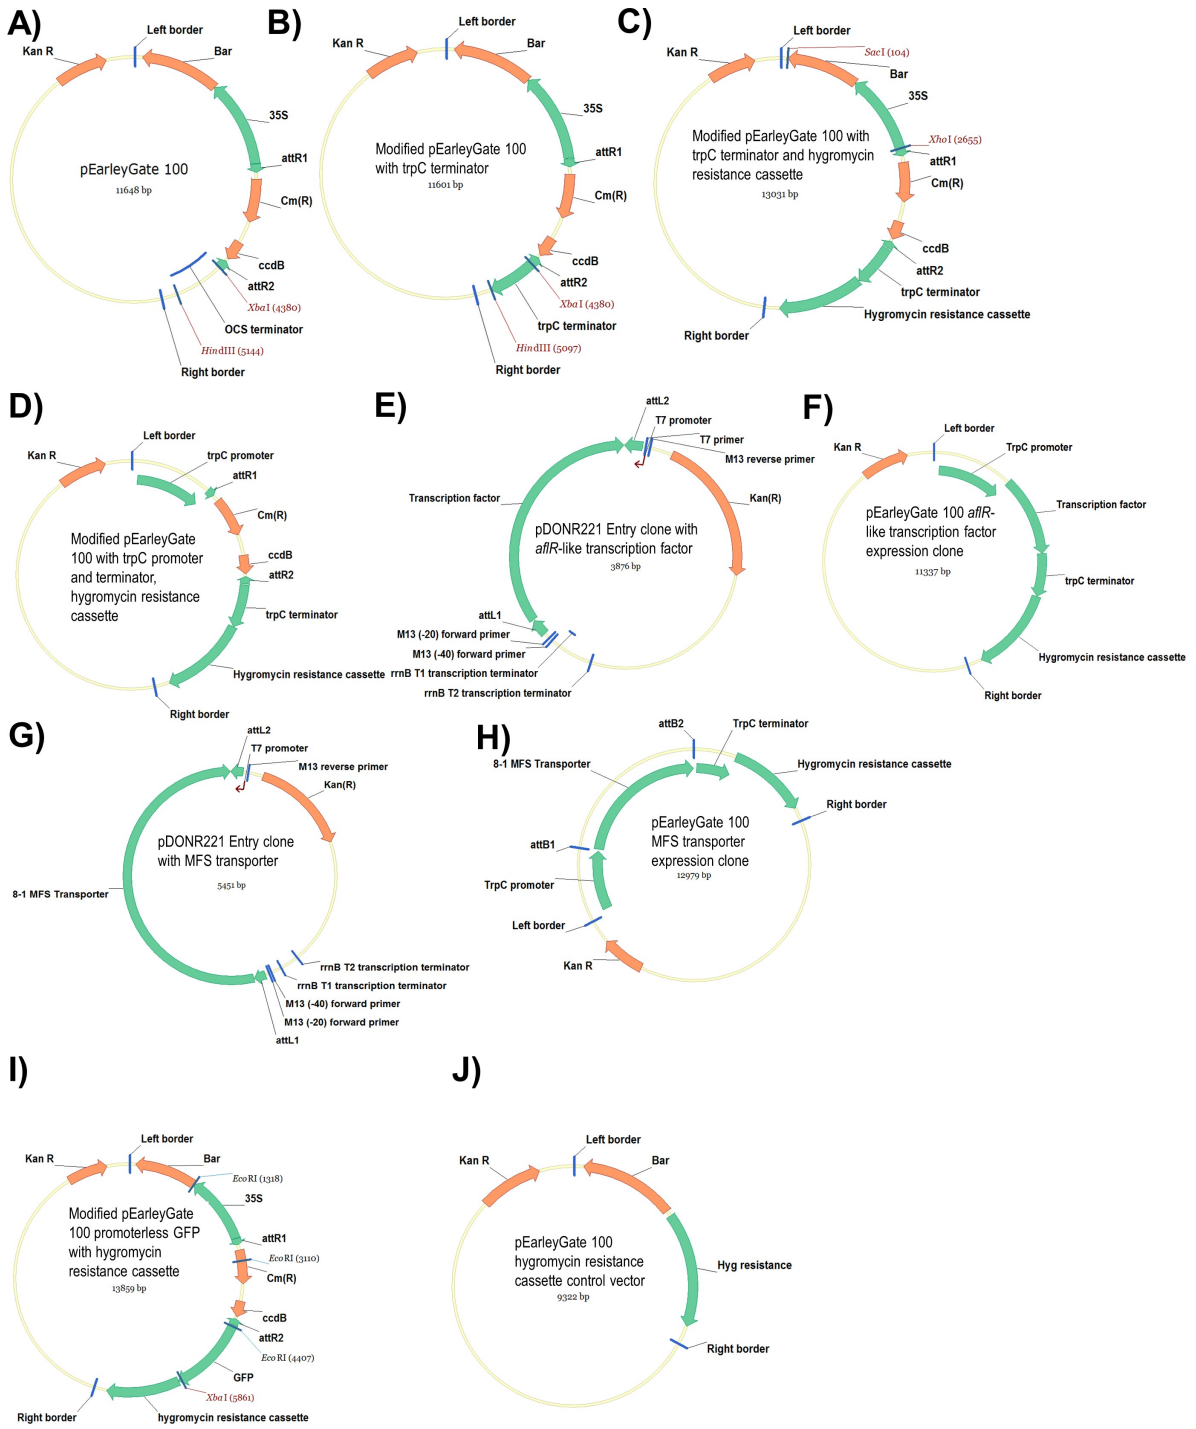 A)
Left border
Kan R
Bar
35S
attR1
pEarleyGate 100
11648 bp
Cm(R)
ccdB
attR2
XbaI (4380)
OCS terminator
HindIII (5144)
Right border
B)
Left border
Kan R
Bar
35S
Modified pEarleyGate 100
with trpC terminator
11601 bp
attR1
Cm(R)
ccdB
attR2
XbaI (4380)
trpC terminator
HindIII (5097)
Right border
C)
Left border
Kan R
SacI (104)
Bar
35S
Modified pEarleyGate 100 with
trpC terminator and hygromycin
resistance cassette
13031 bp
XhoI (2655)
attR1
Cm(R)
ccdB
attR2
trpC terminator
Hygromycin resistance cassette
Right border
D)
Left border
Kan R
trpC promoter
attR1
Cm(R)
Modified pEarleyGate
100 with trpC promoter
and terminator,
hygromycin resistance
cassette
ccdB
attR2
trpC terminator
Hygromycin resistance cassette
Right border
E)
attL2
T7 promoter
T7 primer
M13 reverse primer
Transcription factor
Kan(R)
pDONR221 Entry clone with
aflR-like transcription factor
3876 bp
attL1
M13 (-20) forward primer
M13 (-40) forward primer
rrnB T1 transcription terminator
rrnB T2 transcription terminator
F)
Left border
Kan R
TrpC promoter
Transcription factor
pEarleyGate 100 aflR-
like transcription factor
expression clone
11337 bp
trpC terminator
Hygromycin resistance cassette
Right border
G)
attL2
T7 promoter
M13 reverse primer
Kan(R)
pDONR221 Entry clone
with MFS transporter
5451 bp
8-1 MFS Transporter
rrnB T2 transcription terminator
rrnB T1 transcription terminator
M13 (-40) forward primer
M13 (-20) forward primer
attL1
H)
attB2
TrpC terminator
8-1 MFS Transporter
Hygromycin resistance cassette
Right border
pEarleyGate 100
MFS transporter
expression clone
12979 bp
attB1
TrpC promoter
Left border
Kan R
I)
Left border
Kan R
Bar
EcoRI (1318)
35S
Modified pEarleyGate
100 promoterless GFP
with hygromycin
resistance cassette
13859 bp
attR1
EcoRI (3110)
Cm(R)
ccdB
attR2
EcoRI (4407)
GFP
XbaI (5861)
Right border
hygromycin resistance cassette
J)
Left border
Kan R
Bar
pEarleyGate 100
hygromycin resistance
cassette control vector
9322 bp
Hyg resistance
Right border